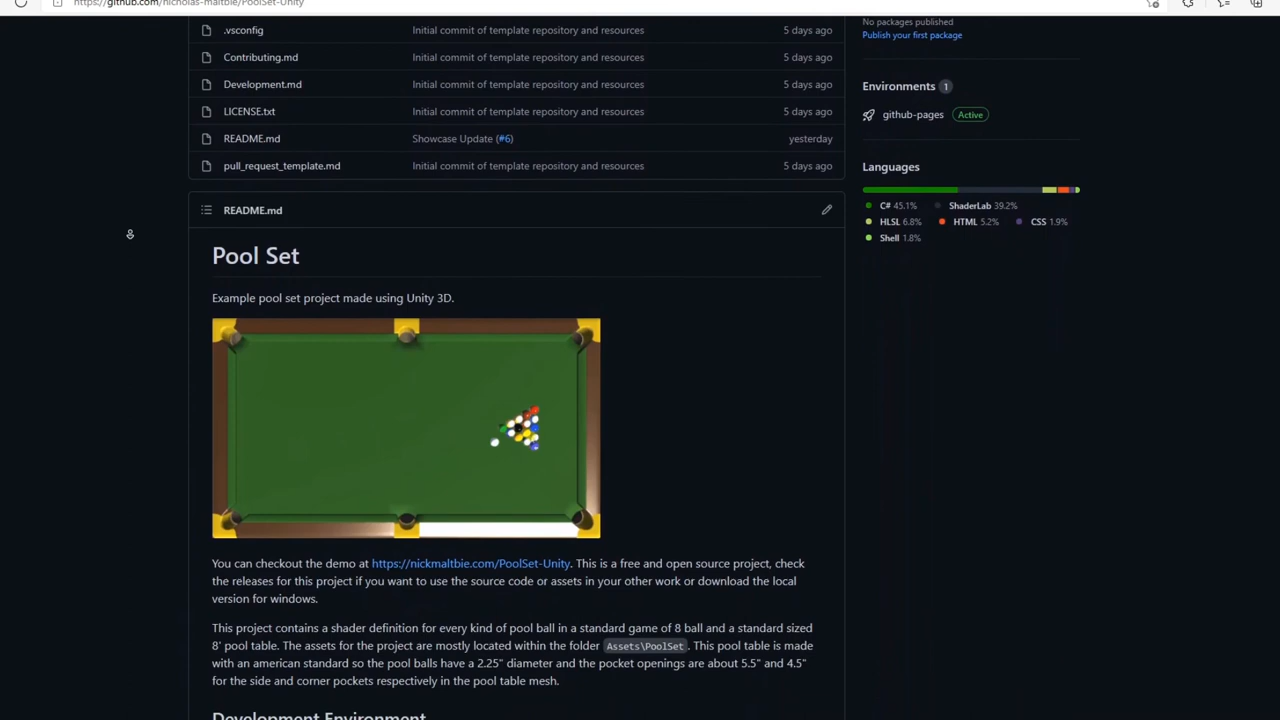 https://github.com/nicholas-maltbie/PoolSet-Unity
.vsconfig Initial commit of template repository and resources 5 days ago
Contributing.md Initial commit of template repository and resources 5 days ago
Development.md Initial commit of template repository and resources 5 days ago
LICENSE.txt Initial commit of template repository and resources 5 days ago
README.md Showcase Update (#6) yesterday
pull_request_template.md Initial commit of template repository and resources 5 days ago
No packages published
Publish your first package
Environments 1
github-pages Active
Languages
C# 45.1% ShaderLab 39.2%
HLSL 6.8% HTML 5.2% CSS 1.9%
Shell 1.8%
README.md
Pool Set
Example pool set project made using Unity 3D.
You can checkout the demo at https://nickmaltbie.com/PoolSet-Unity. This is a free and open source project, check
the releases for this project if you want to use the source code or assets in your other work or download the local
version for windows.
This project contains a shader definition for every kind of pool ball in a standard game of 8 ball and a standard sized
8' pool table. The assets for the project are mostly located within the folder Assets\PoolSet. This pool table is made
with an american standard so the pool balls have a 2.25" diameter and the pocket openings are about 5.5" and 4.5"
for the side and corner pockets respectively in the pool table mesh.
Development Environment